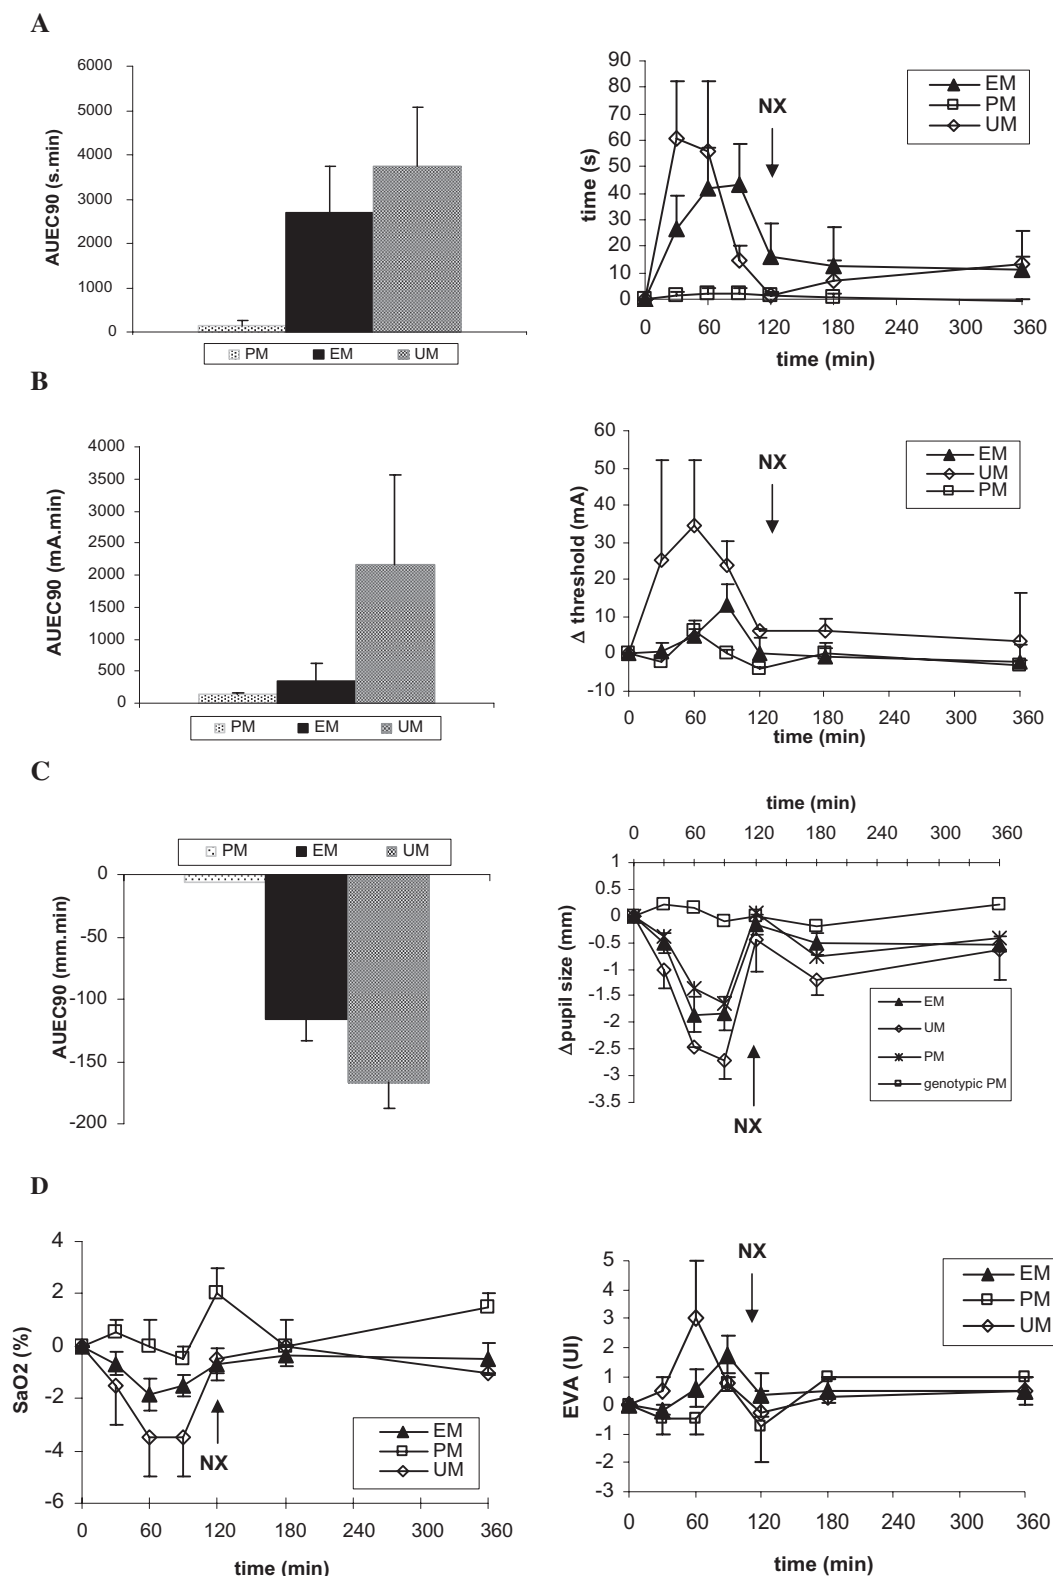 A
AUEC90 (s.min)
6000
5000
4000
3000
2000
1000
0
PM EM UM
time (s)
90
80
70
60
50
40
30
20
10
0
NX
EM
PM
UM
0 60 120 180 240 300 360
time (min)
B
AUEC90 (mA.min)
4000
3500
3000
2500
2000
1500
1000
500
0
PM EM UM
Δ threshold (mA)
60
50
40
30
20
10
0
-10
NX
EM
UM
PM
0 60 120 180 240 300 360
time (min)
C
PM EM UM
AUEC90 (mm.min)
0
-50
-100
-150
-200
time (min)
0 60 120 180 240 300 360
Δpupil size (mm)
1
0.5
0
-0.5
-1
-1.5
-2
-2.5
-3
-3.5
EM
UM
PM
genotypic PM
NX
D
SaO2 (%)
4
2
0
-2
-4
-6
NX
EM
PM
UM
0 60 120 180 240 300 360
time (min)
EVA (UI)
5
4
3
2
1
0
-1
-2
-3
NX
EM
PM
UM
0 60 120 180 240 300 360
time (min)